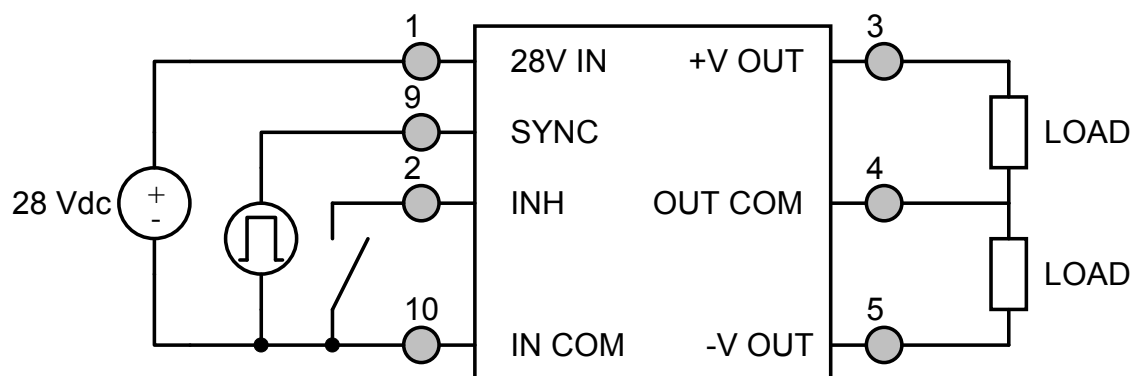 1
3
28V IN
+V OUT
9
SYNC
LOAD
2
4
28 Vdc
+
-
INH
OUT COM
LOAD
10
5
IN COM
-V OUT